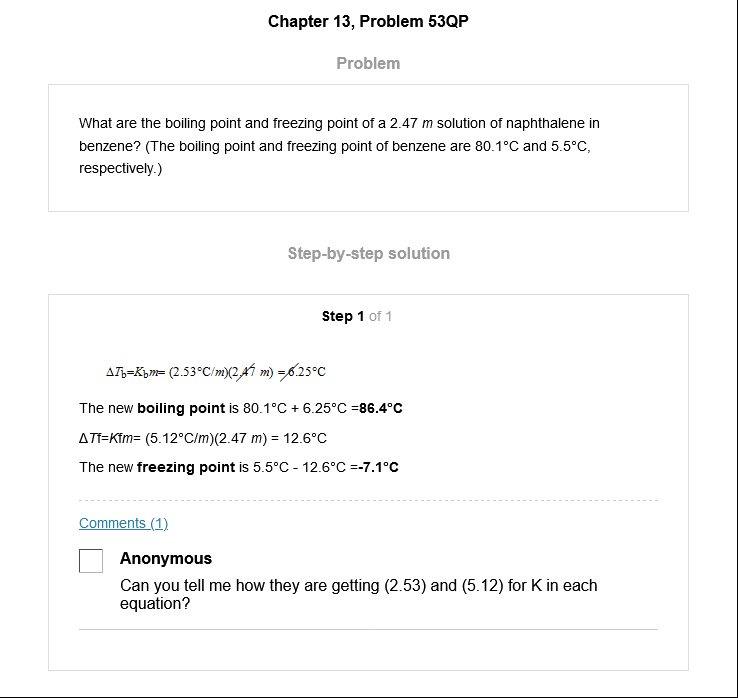 Chapter 13, Problem 53QP
Problem
What are the boiling point and freezing point of a 2.47 m solution of naphthalene in
benzene? (The boiling point and freezing point of benzene are 80.1°C and 5.5°C,
respectively.)
Step-by-step solution
Step 1 of 1
ΔTb=Kbm= (2.53°C/m)(2.47 m) =6.25°C
The new boiling point is 80.1°C + 6.25°C =86.4°C
ΔTf=Kfm= (5.12°C/m)(2.47 m) = 12.6°C
The new freezing point is 5.5°C - 12.6°C =-7.1°C
Comments (1)
Anonymous
Can you tell me how they are getting (2.53) and (5.12) for K in each
equation?